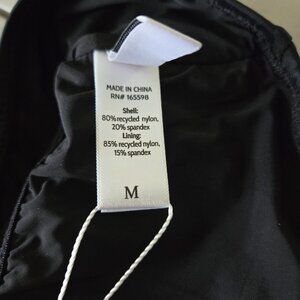 MADE IN CHINA
RN# 165598
Shell:
80% recycled nylon,
20% spandex
Lining:
85% recycled nylon,
15% spandex
M